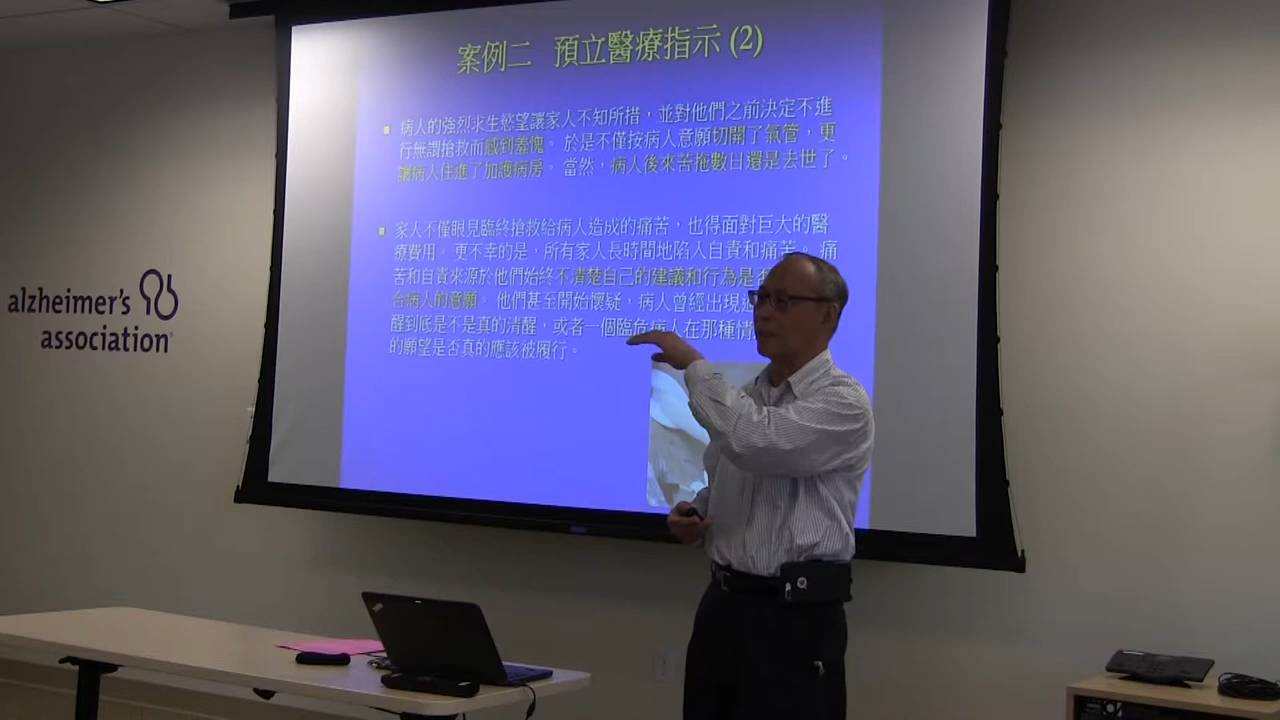 案例二 預立醫療指示 (2)
病人的強烈求生慾望讓家人不知所措，並對他們之前決定不進
行無謂搶救而感到羞愧。於是不僅按病人意願切開了氣管，更
讓病人住進了加護病房。當然，病人後來苦拖數日還是去世了。
家人不僅眼見臨終搶救給病人造成的痛苦，也得面對巨大的醫
療費用。更不幸的是，所有家人長時間地陷入自責和痛苦。痛
苦和自責來源於他們始終不清楚自己的建議和行為是否
合病人的意願。他們甚至開始懷疑，病人曾經出現
醒到底是不是真的清醒，或者一個臨危病人在那種情
的願望是否真的應該被履行。
alzheimer's
association